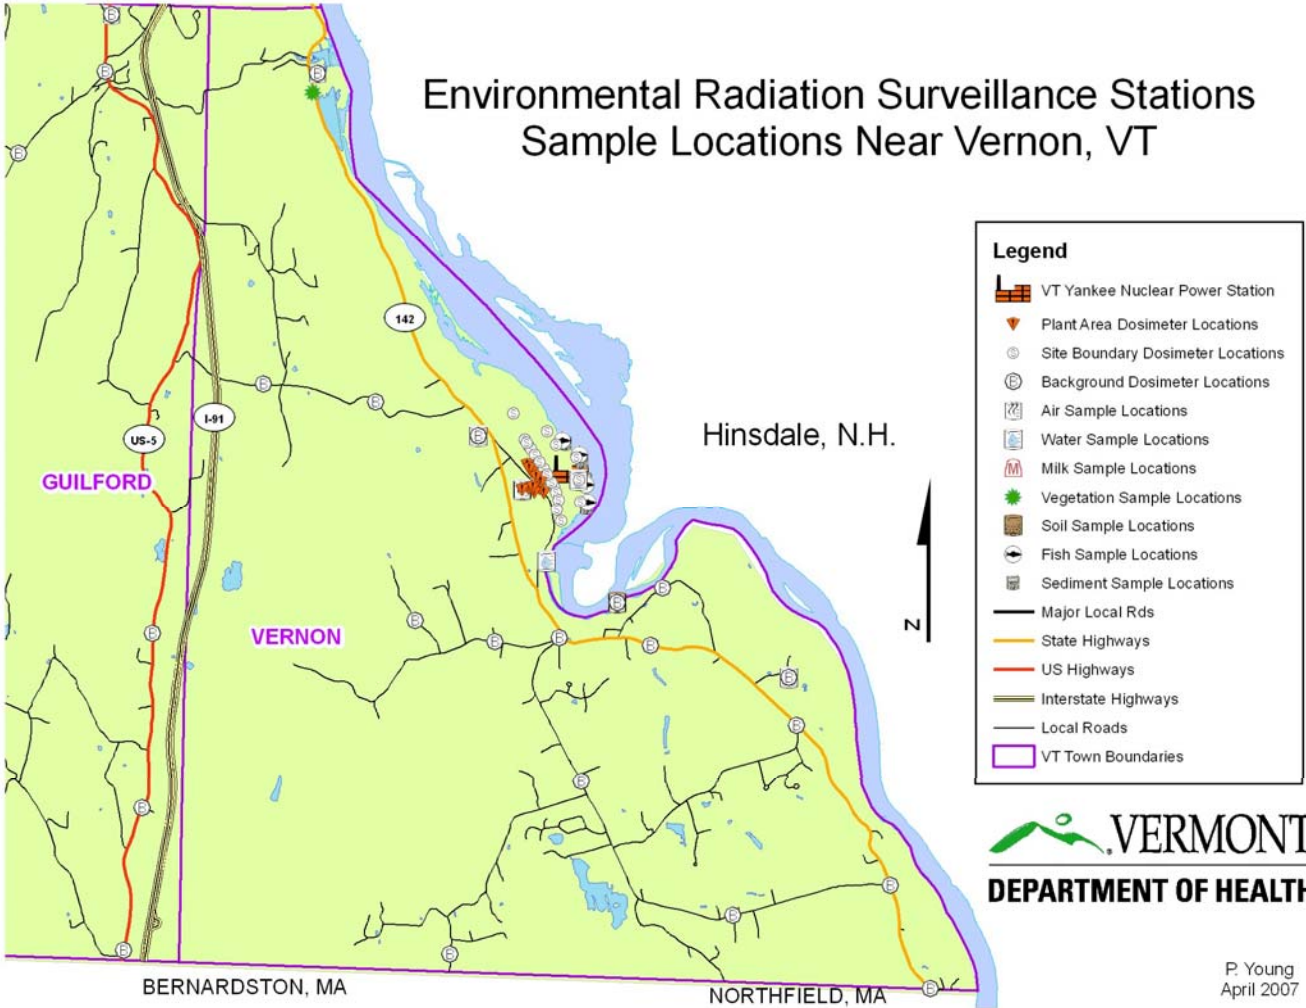 Environmental Radiation Surveillance Stations
Sample Locations Near Vernon, VT
Legend
VT Yankee Nuclear Power Station
Plant Area Dosimeter Locations
Site Boundary Dosimeter Locations
Background Dosimeter Locations
Air Sample Locations
Water Sample Locations
M Milk Sample Locations
Vegetation Sample Locations
Soil Sample Locations
Fish Sample Locations
Sediment Sample Locations
Major Local Rds
State Highways
US Highways
Interstate Highways
Local Roads
VT Town Boundaries
142
I-91
US-5
Hinsdale, N.H.
GUILFORD
VERNON
N
VERMONT
DEPARTMENT OF HEALTH
BERNARDSTON, MA
NORTHFIELD, MA
P. Young
April 2007